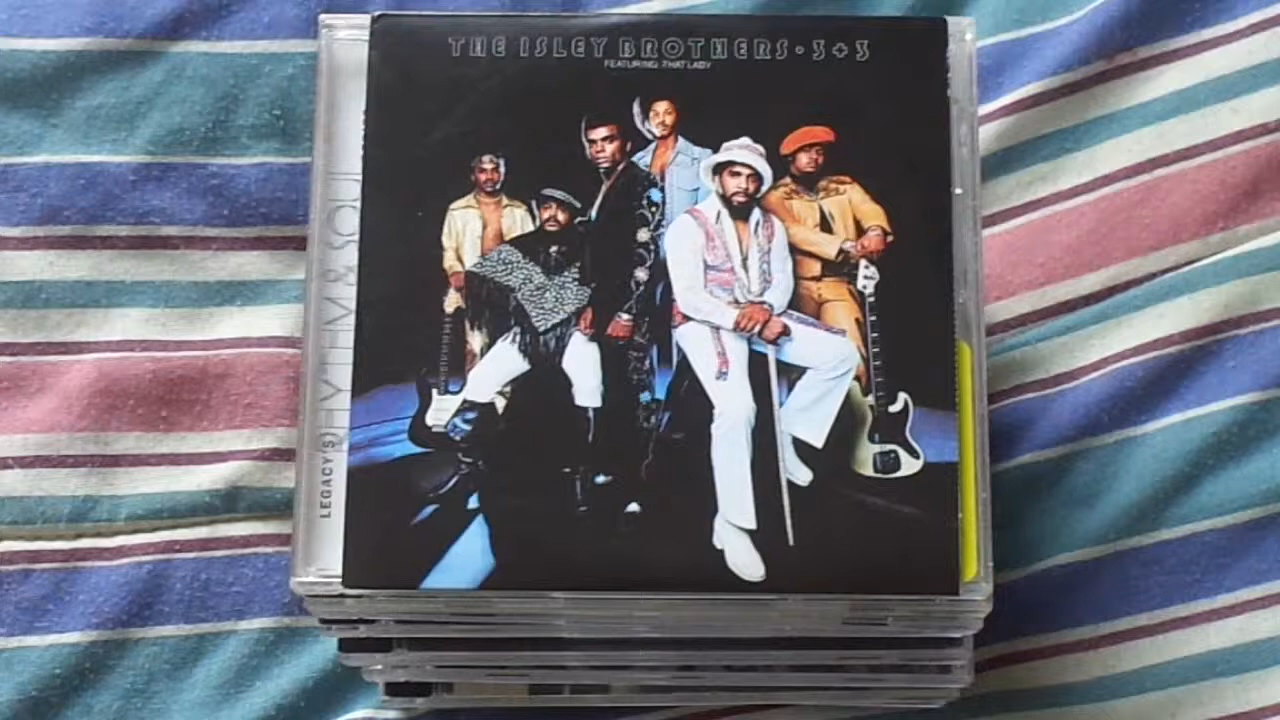 THE ISLEY BROTHERS • 3 + 3
FEATURING: THAT LADY
LEGACY'S RHYTHM & SOUL